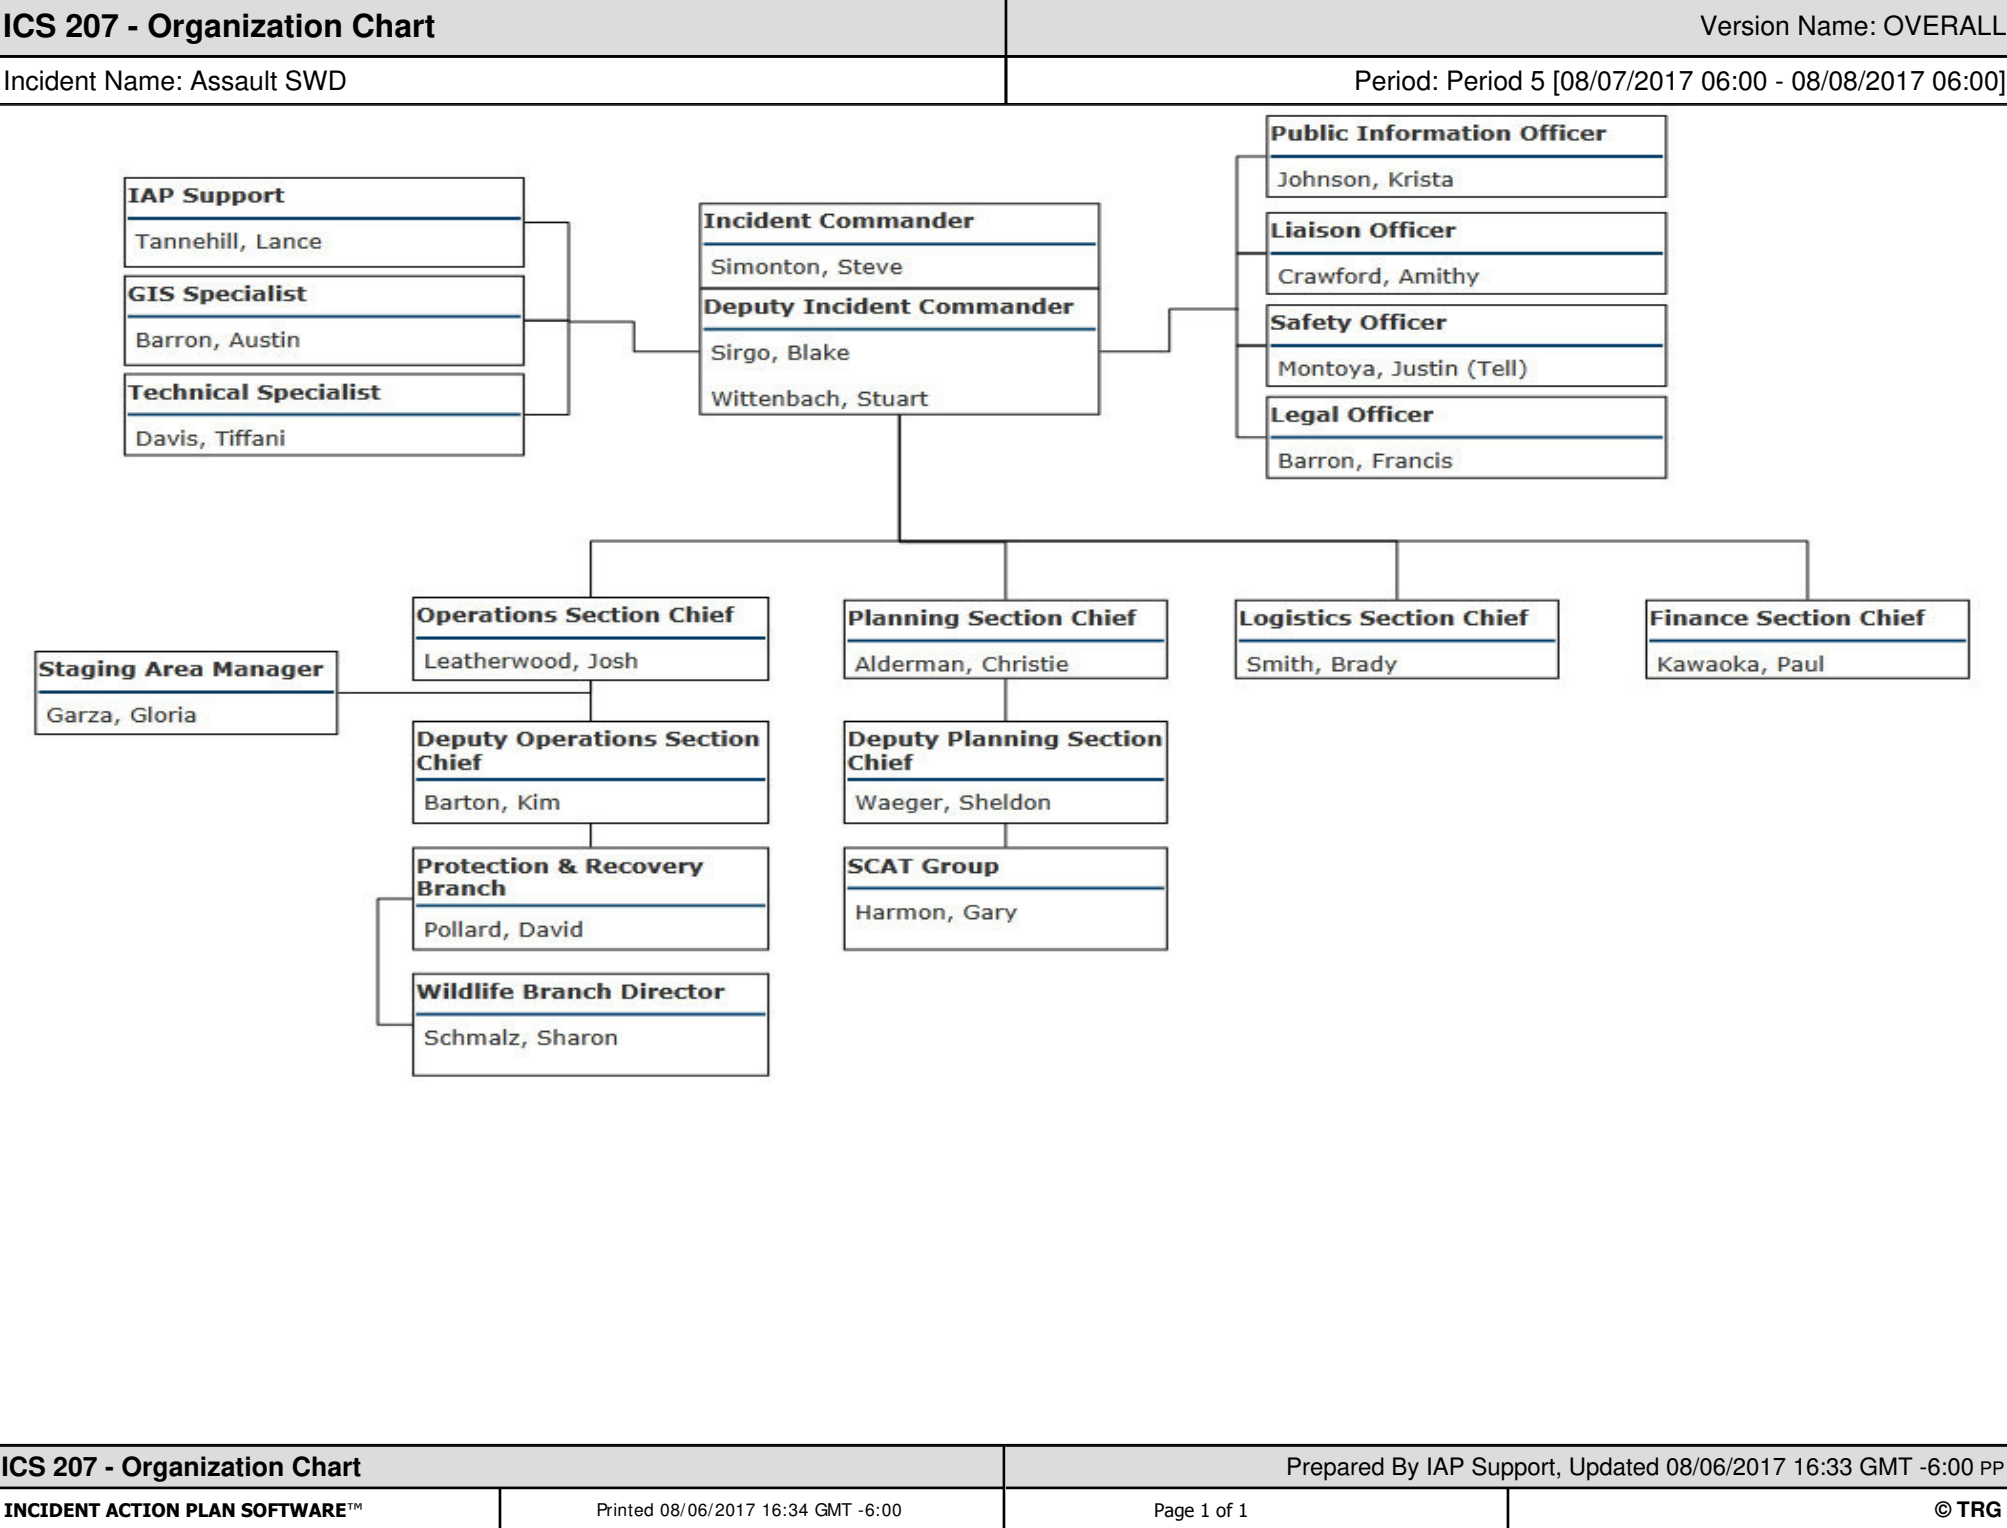 ICS 207 - Organization Chart
Version Name: OVERALL
Incident Name: Assault SWD
Period: Period 5 [08/07/2017 06:00 - 08/08/2017 06:00]
IAP Support
Tannehill, Lance
GIS Specialist
Barron, Austin
Technical Specialist
Davis, Tiffani
Incident Commander
Simonton, Steve
Deputy Incident Commander
Sirgo, Blake
Wittenbach, Stuart
Public Information Officer
Johnson, Krista
Liaison Officer
Crawford, Amithy
Safety Officer
Montoya, Justin (Tell)
Legal Officer
Barron, Francis
Staging Area Manager
Garza, Gloria
Operations Section Chief
Leatherwood, Josh
Deputy Operations Section
Chief
Barton, Kim
Protection & Recovery
Branch
Pollard, David
Wildlife Branch Director
Schmalz, Sharon
Planning Section Chief
Alderman, Christie
Deputy Planning Section
Chief
Waeger, Sheldon
SCAT Group
Harmon, Gary
Logistics Section Chief
Smith, Brady
Finance Section Chief
Kawaoka, Paul
ICS 207 - Organization Chart
Prepared By IAP Support, Updated 08/06/2017 16:33 GMT -6:00 PP
INCIDENT ACTION PLAN SOFTWARE™
Printed 08/06/2017 16:34 GMT -6:00
Page 1 of 1
© TRG